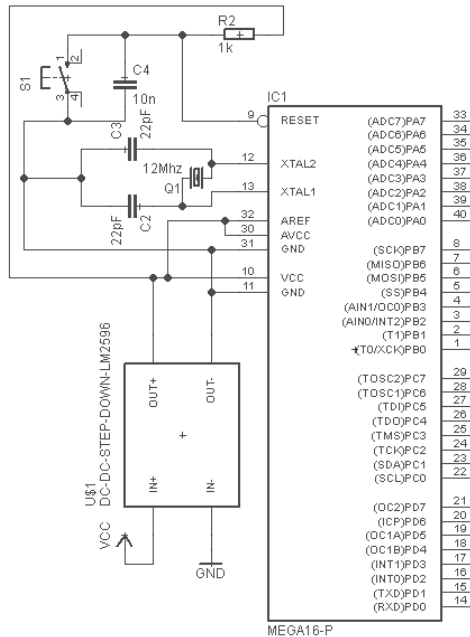 R2
1k
1
2
S1
3
4
C4
10n
C3
22pF
12Mhz
Q1
C2
22pF
IC1
9 RESET
12 XTAL2
13 XTAL1
32 AREF
30 AVCC
31 GND
10 VCC
11 GND
(ADC7)PA7 33
(ADC6)PA6 34
(ADC5)PA5 35
(ADC4)PA4 36
(ADC3)PA3 37
(ADC2)PA2 38
(ADC1)PA1 39
(ADC0)PA0 40
(SCK)PB7 8
(MISO)PB6 7
(MOSI)PB5 6
(SS)PB4 5
(AIN1/OC0)PB3 4
(AIN0/INT2)PB2 3
(T1)PB1 2
(T0/XCK)PB0 1
(TOSC2)PC7 29
(TOSC1)PC6 28
(TDI)PC5 27
(TDO)PC4 26
(TMS)PC3 25
(TCK)PC2 24
(SDA)PC1 23
(SCL)PC0 22
(OC2)PD7 21
(ICP)PD6 20
(OC1A)PD5 19
(OC1B)PD4 18
(INT1)PD3 17
(INT0)PD2 16
(TXD)PD1 15
(RXD)PD0 14
MEGA16-P
U$1
DC-DC-STEP-DOWN-LM2596
OUT+
OUT-
IN+
IN-
VCC
GND